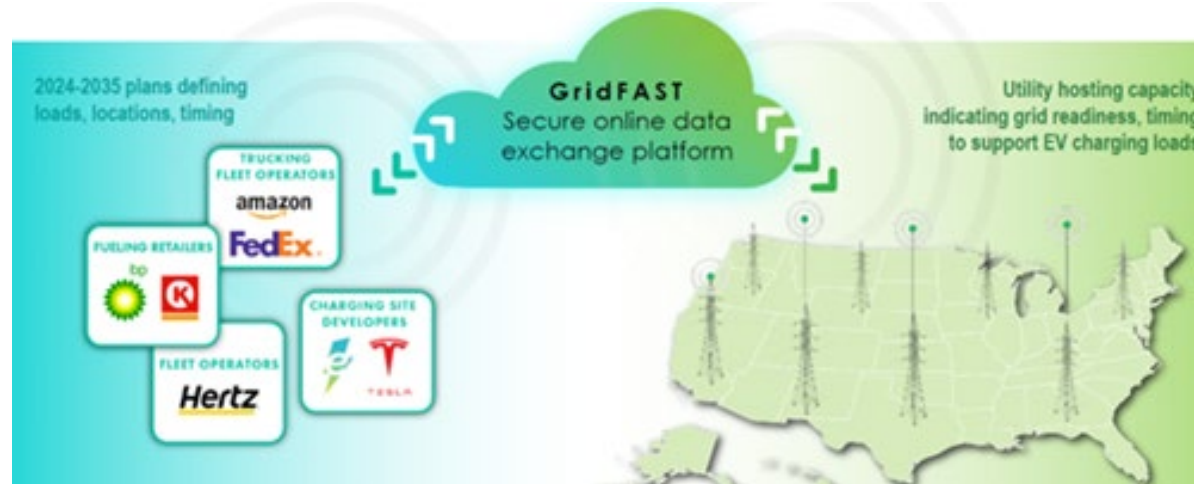 GridFAST
Secure online data
exchange platform
2024-2035 plans defining
loads, locations, timing
TRUCKING
FLEET OPERATORS
amazon
FedEx
FUELING RETAILERS
bp
K
FLEET OPERATORS
Hertz
CHARGING SITE
DEVELOPERS
e
TESLA
Utility hosting capacity
indicating grid readiness, timing
to support EV charging loads